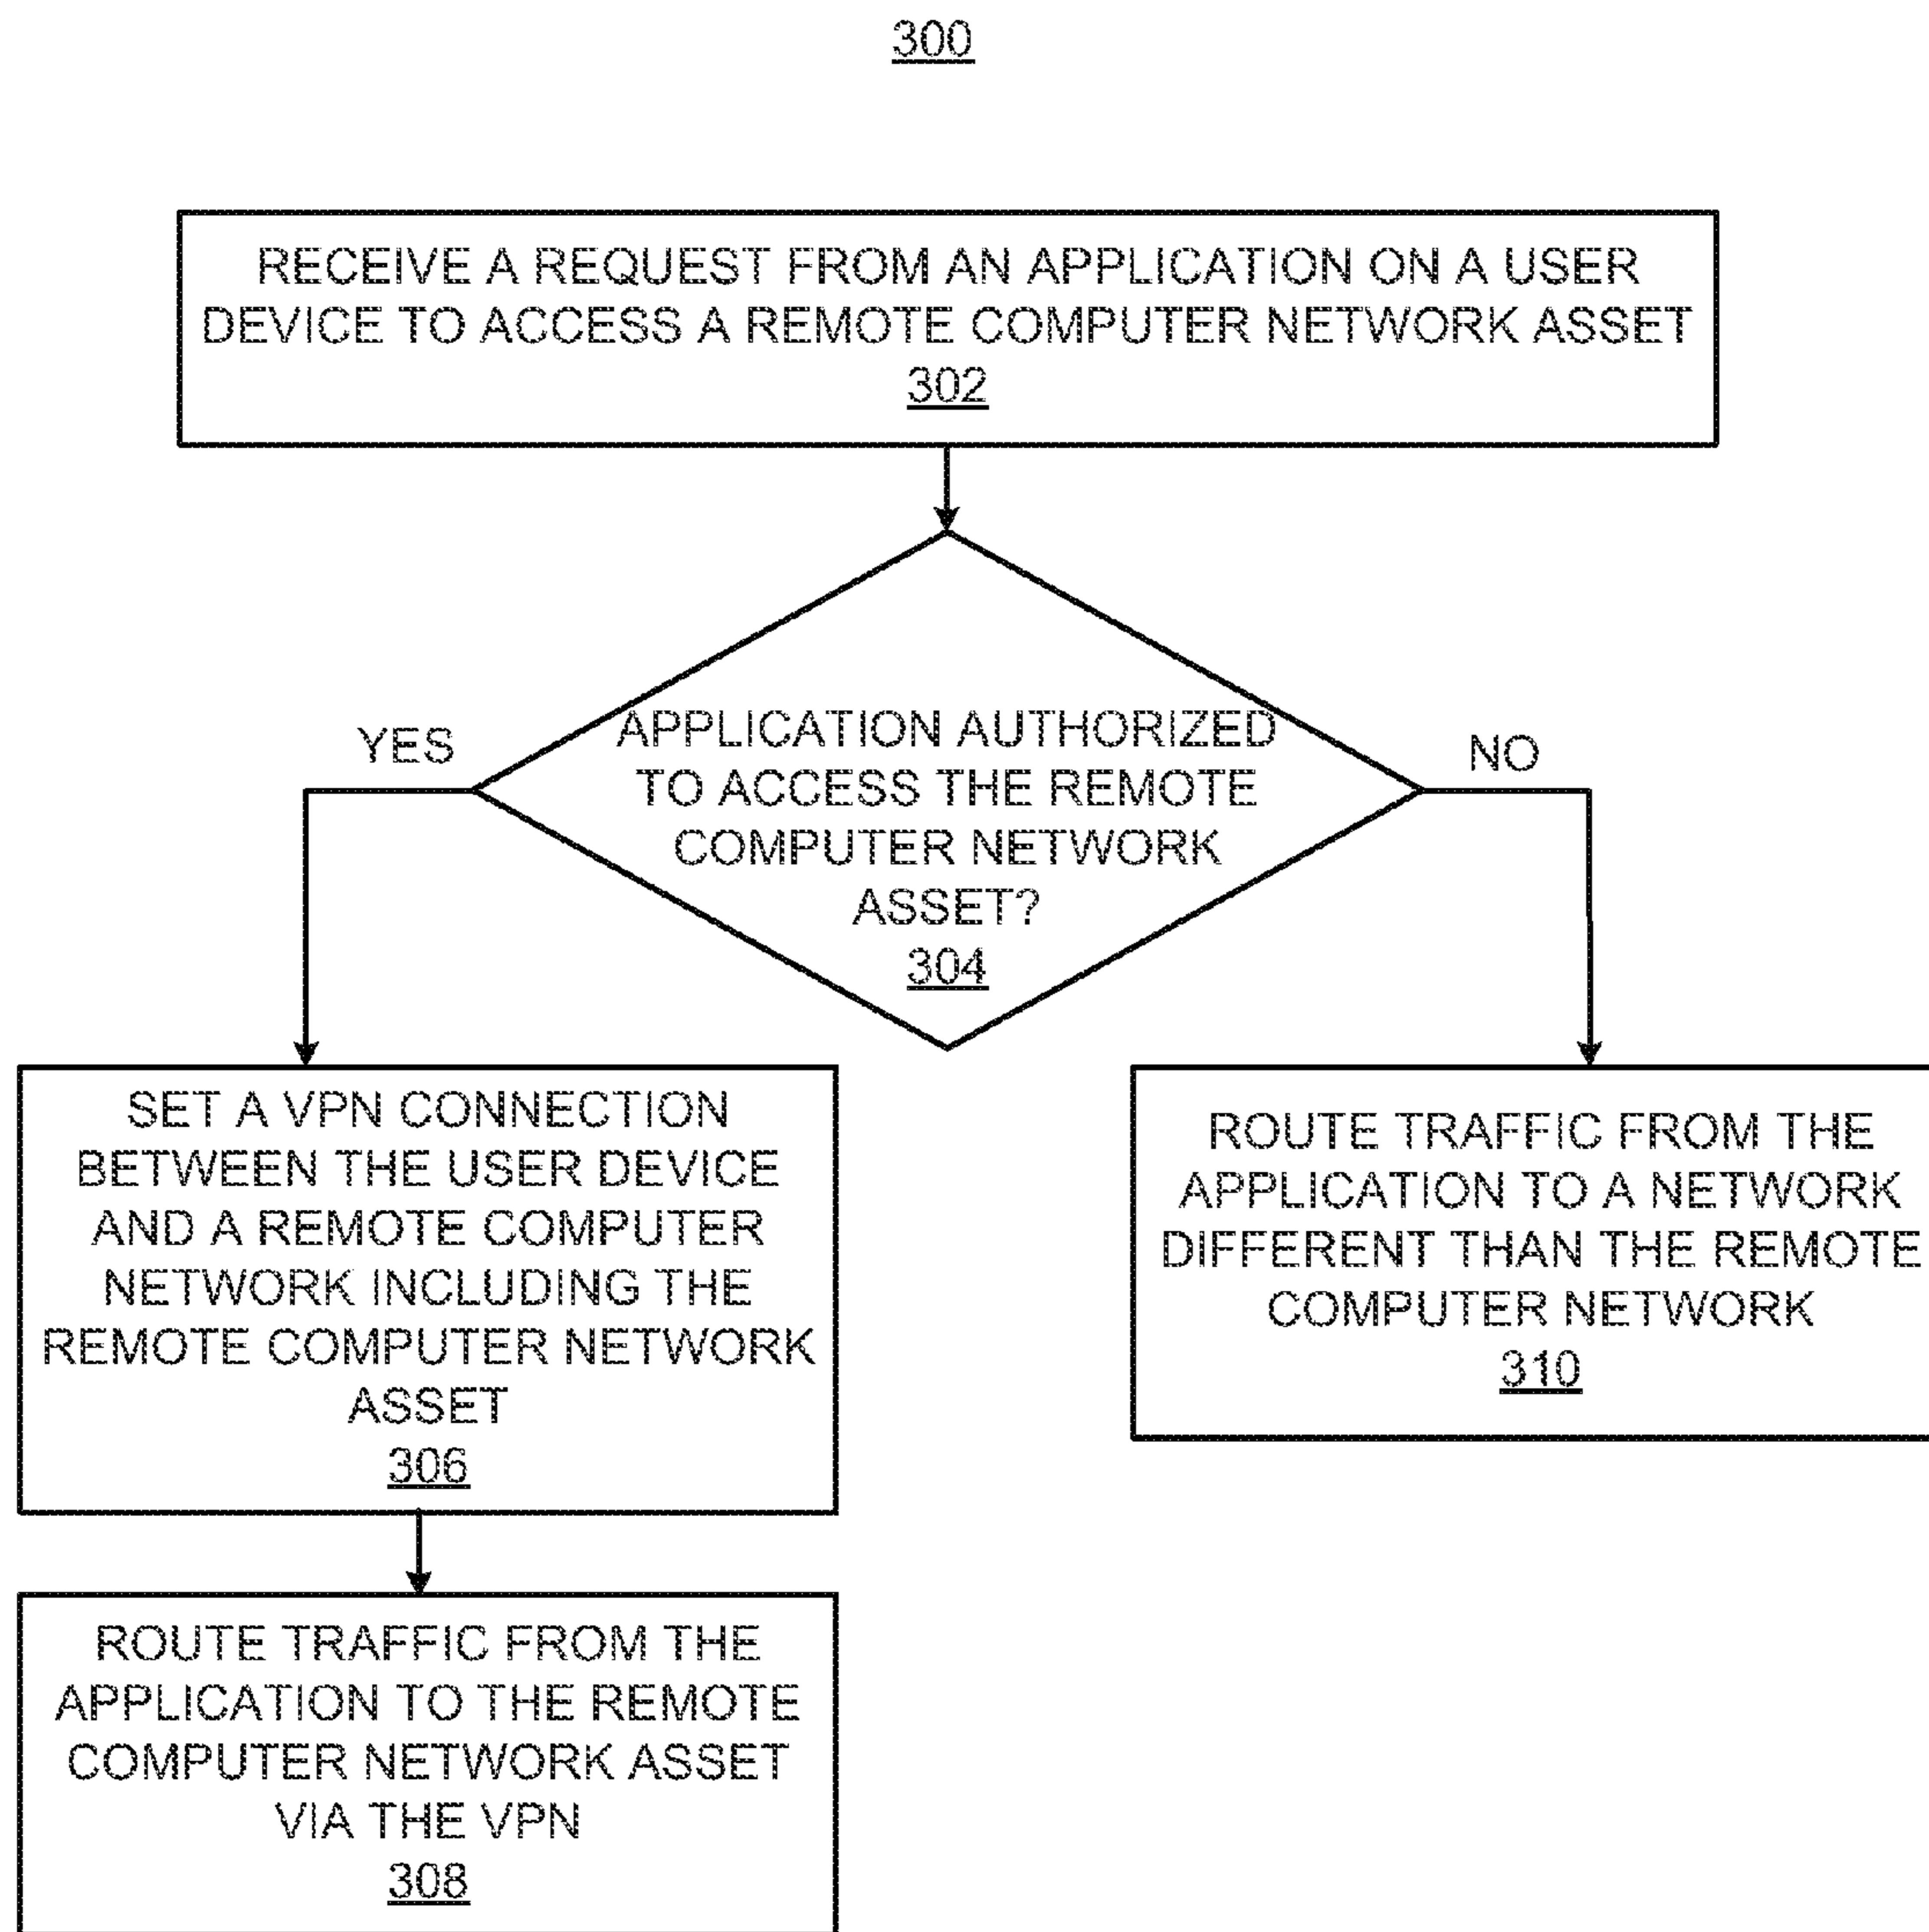 300
RECEIVE A REQUEST FROM AN APPLICATION ON A USER
DEVICE TO ACCESS A REMOTE COMPUTER NETWORK ASSET
302
APPLICATION AUTHORIZED
TO ACCESS THE REMOTE
COMPUTER NETWORK
ASSET?
304
YES
NO
SET A VPN CONNECTION
BETWEEN THE USER DEVICE
AND A REMOTE COMPUTER
NETWORK INCLUDING THE
REMOTE COMPUTER NETWORK
ASSET
306
ROUTE TRAFFIC FROM THE
APPLICATION TO A NETWORK
DIFFERENT THAN THE REMOTE
COMPUTER NETWORK
310
ROUTE TRAFFIC FROM THE
APPLICATION TO THE REMOTE
COMPUTER NETWORK ASSET
VIA THE VPN
308